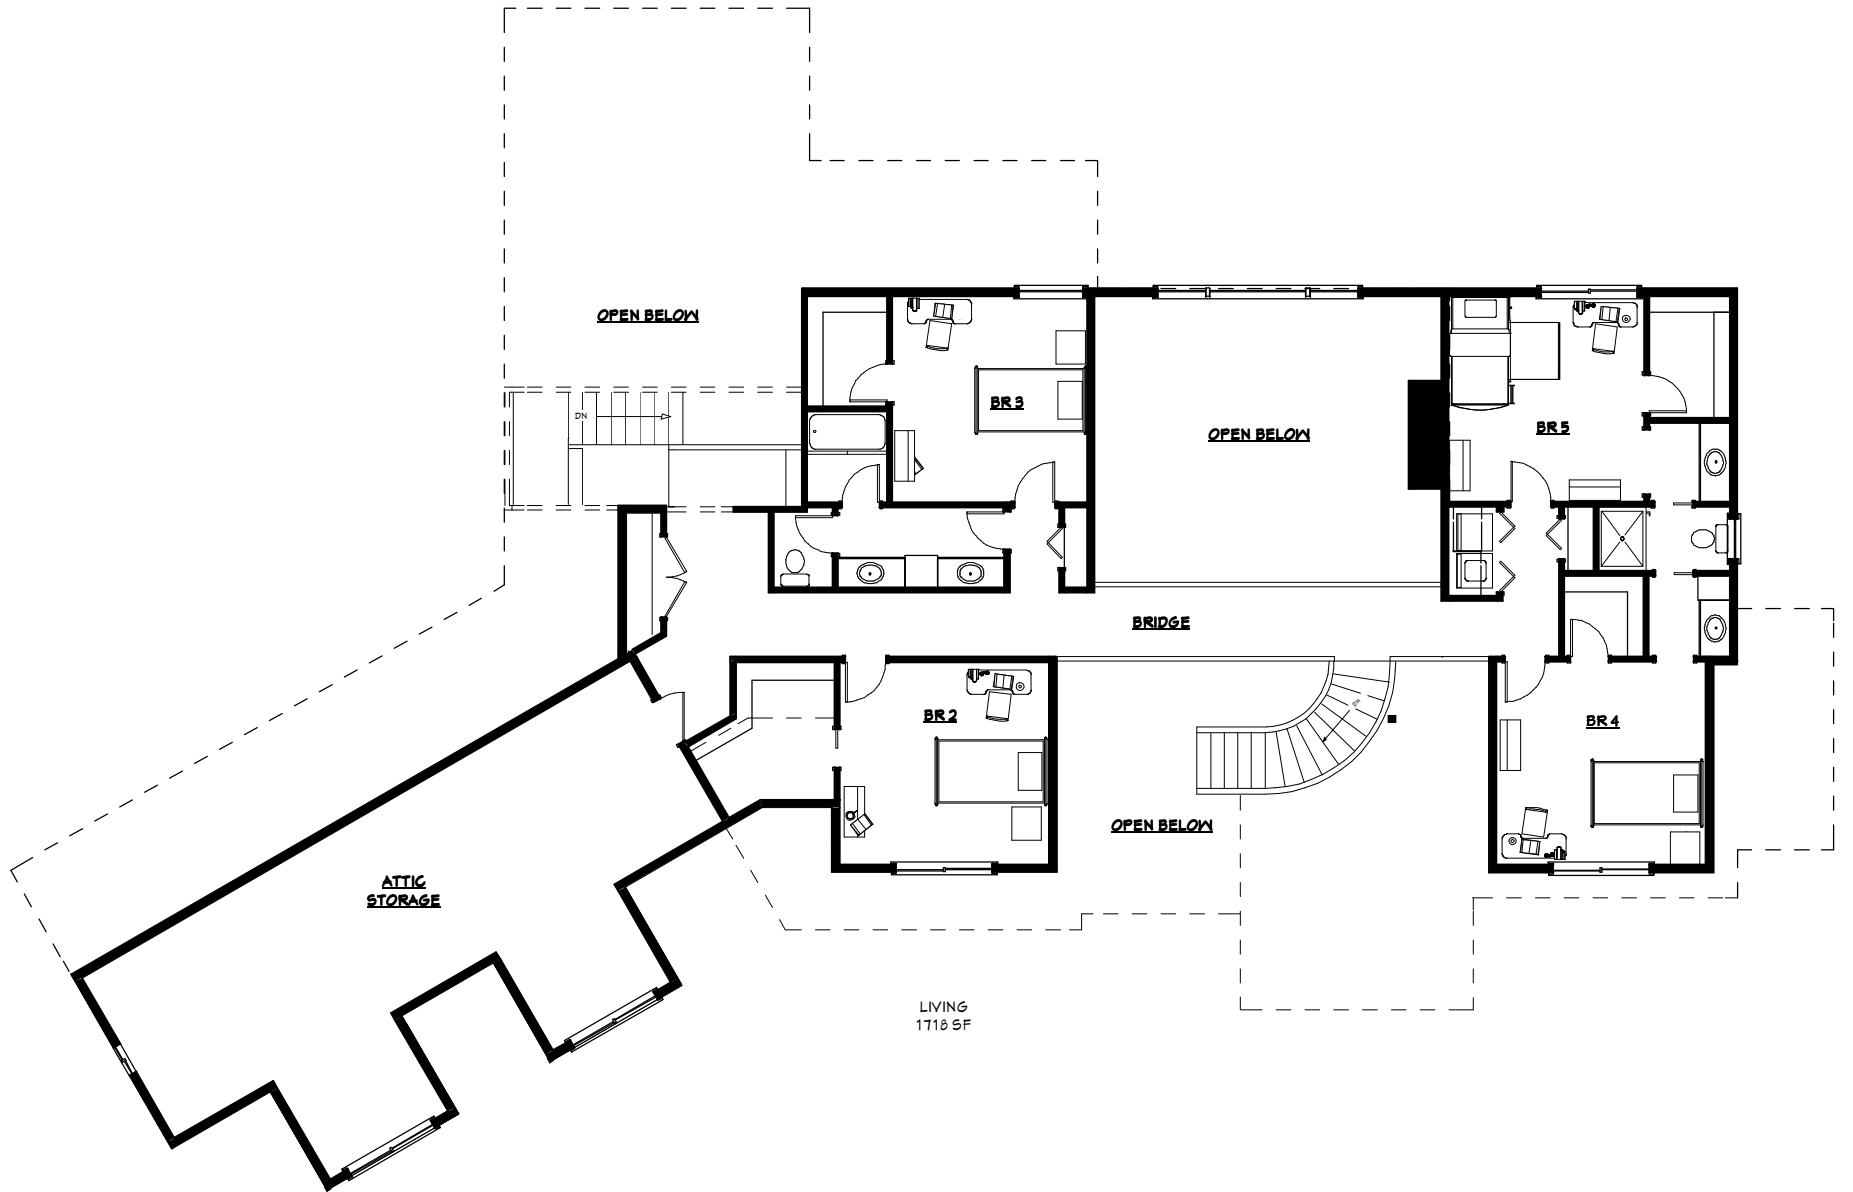 OPEN BELOW
DN
BR 3
OPEN BELOW
BR 5
BRIDGE
BR 2
DN
BR 4
OPEN BELOW
ATTIC
STORAGE
LIVING
1718 SF